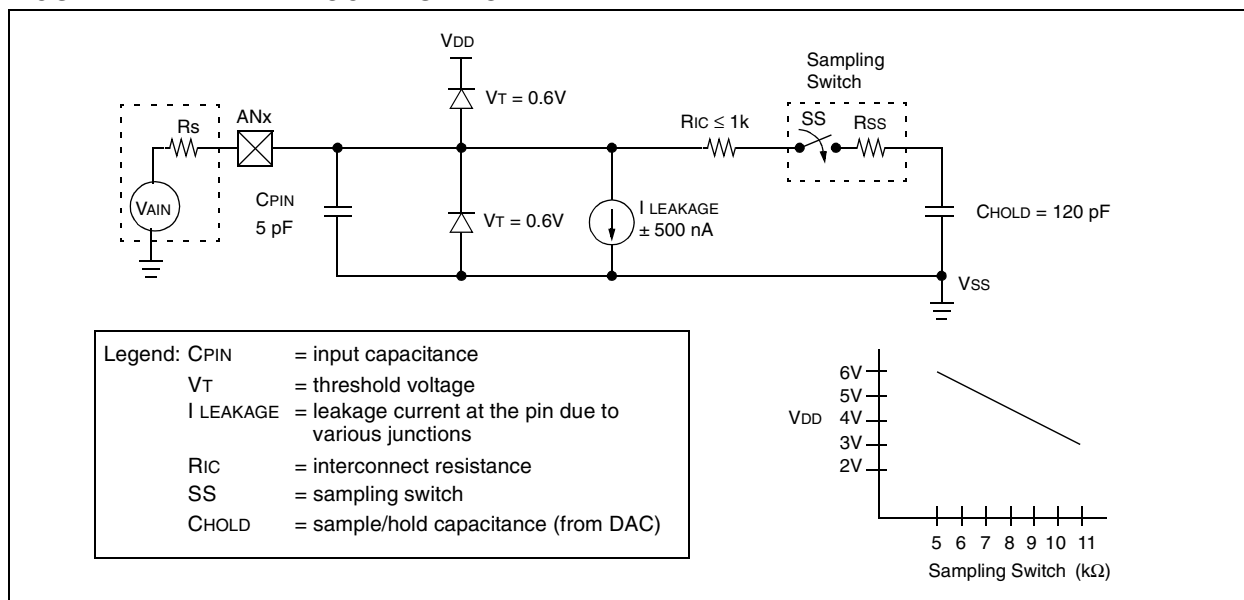 VDD
Sampling
Switch
VT = 0.6V
Rs
ANx
RIC ≤ 1k
SS
RSS
VAIN
CPIN
5 pF
VT = 0.6V
I LEAKAGE
± 500 nA
CHOLD = 120 pF
VSS
Legend: CPIN = input capacitance
VT = threshold voltage
I LEAKAGE = leakage current at the pin due to
various junctions
RIC = interconnect resistance
SS = sampling switch
CHOLD = sample/hold capacitance (from DAC)
6V
5V
VDD 4V
3V
2V
5 6 7 8 9 10 11
Sampling Switch (kΩ)